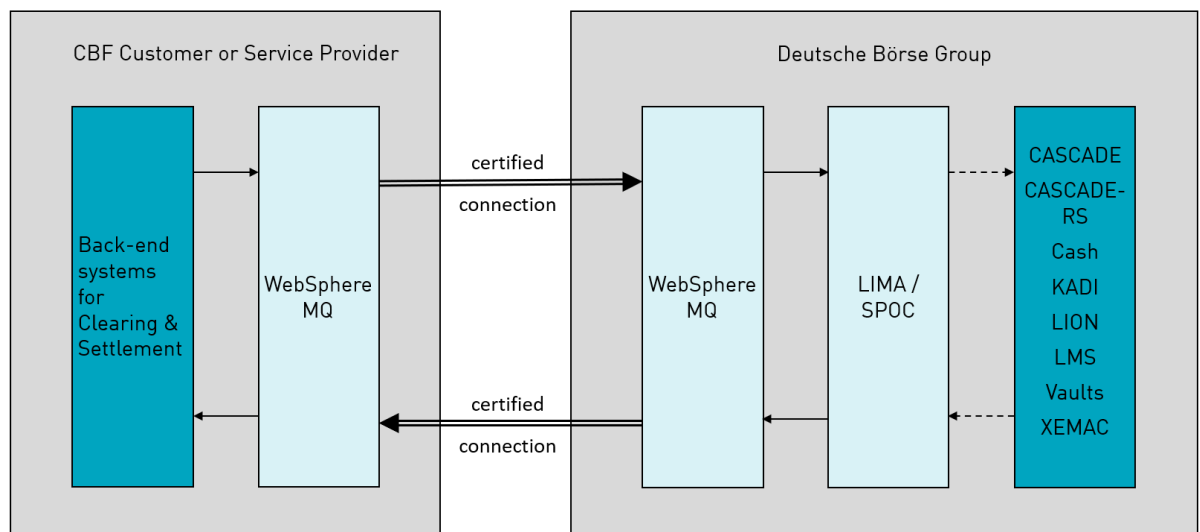 CBF Customer or Service Provider
Back-end
systems
for
Clearing &
Settlement
WebSphere
MQ
certified
connection
certified
connection
Deutsche Börse Group
WebSphere
MQ
LIMA /
SPOC
CASCADE
CASCADE-
RS
Cash
KADI
LION
LMS
Vaults
XEMAC